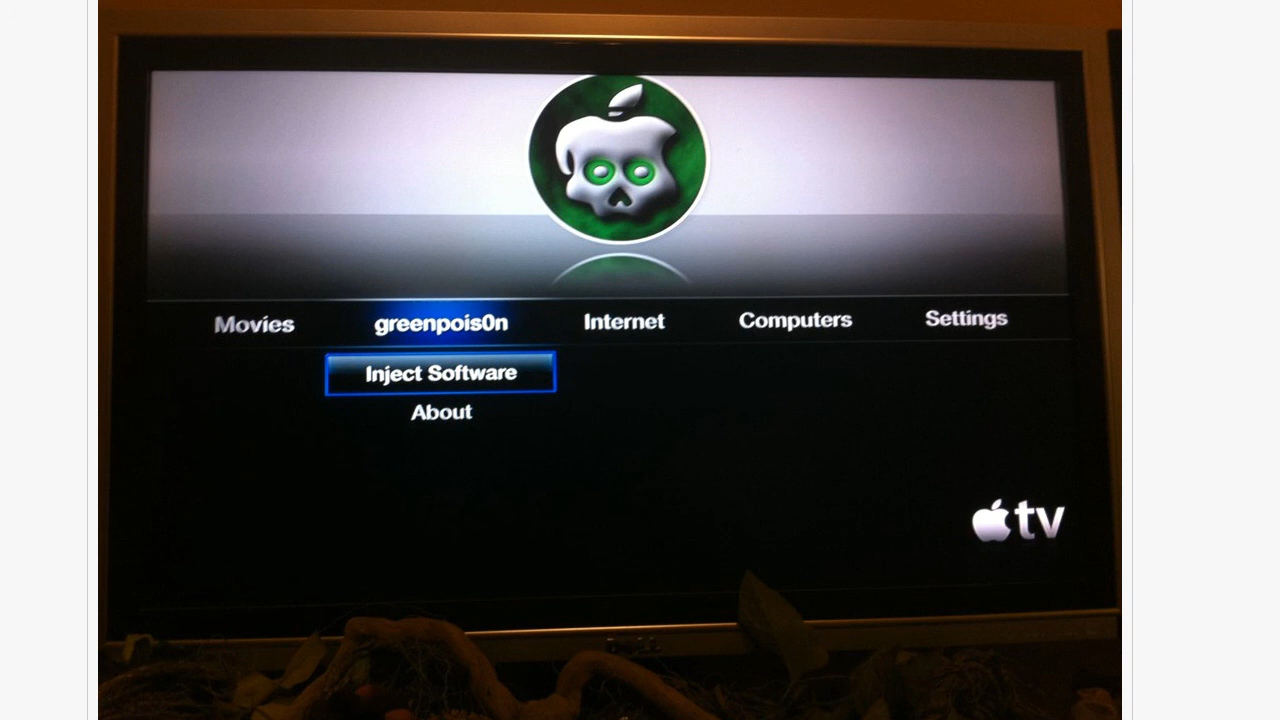 Movies greenpois0n Internet Computers Settings
Inject Software
About
tv